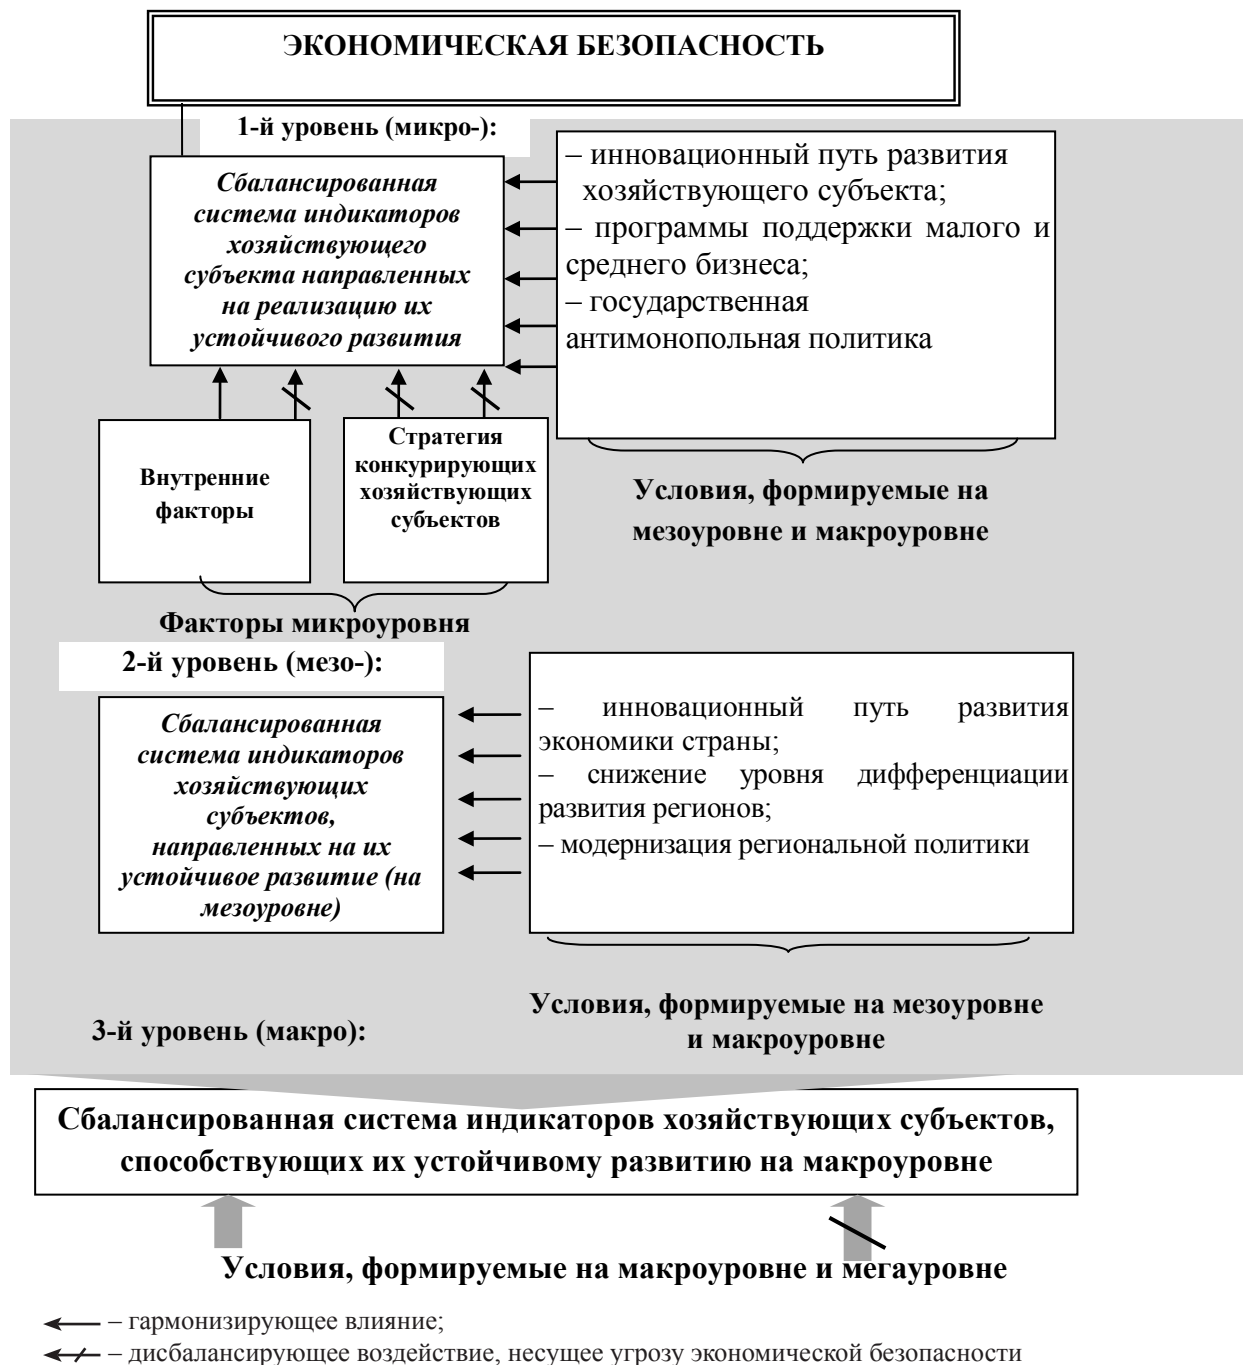 ЭКОНОМИЧЕСКАЯ БЕЗОПАСНОСТЬ
1-й уровень (микро-):
Сбалансированная
система индикаторов
хозяйствующего
субъекта направленных
на реализацию их
устойчивого развития
– инновационный путь развития
хозяйствующего субъекта;
– программы поддержки малого и
среднего бизнеса;
– государственная
антимонопольная политика
Внутренние
факторы
Стратегия
конкурирующих
хозяйствующих
субъектов
Условия, формируемые на
мезоуровне и макроуровне
Факторы микроуровня
2-й уровень (мезо-):
Сбалансированная
система индикаторов
хозяйствующих
субъектов,
направленных на их
устойчивое развитие (на
мезоуровне)
– инновационный путь развития
экономики страны;
– снижение уровня дифференциации
развития регионов;
– модернизация региональной политики
Условия, формируемые на мезоуровне
и макроуровне
3-й уровень (макро):
Сбалансированная система индикаторов хозяйствующих субъектов,
способствующих их устойчивому развитию на макроуровне
Условия, формируемые на макроуровне и мегауровне
– гармонизирующее влияние;
– дисбалансирующее воздействие, несущее угрозу экономической безопасности